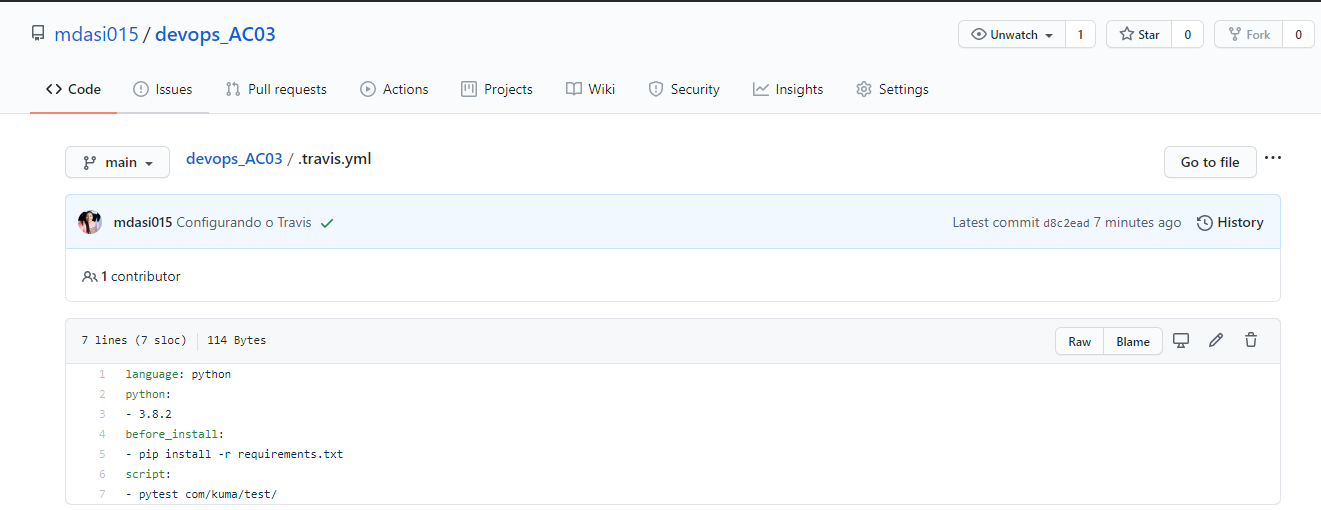 mdasi015 / devops_AC03 Unwatch 1 Star 0 Fork 0
Code Issues Pull requests Actions Projects Wiki Security Insights Settings
main devops_AC03 / .travis.yml Go to file ...
mdasi015 Configurando o Travis Latest commit d8c2ead 7 minutes ago History
1 contributor
7 lines (7 sloc) 114 Bytes Raw Blame
1 language: python
2 python:
3 - 3.8.2
4 before_install:
5 - pip install -r requirements.txt
6 script:
7 - pytest com/kuma/test/